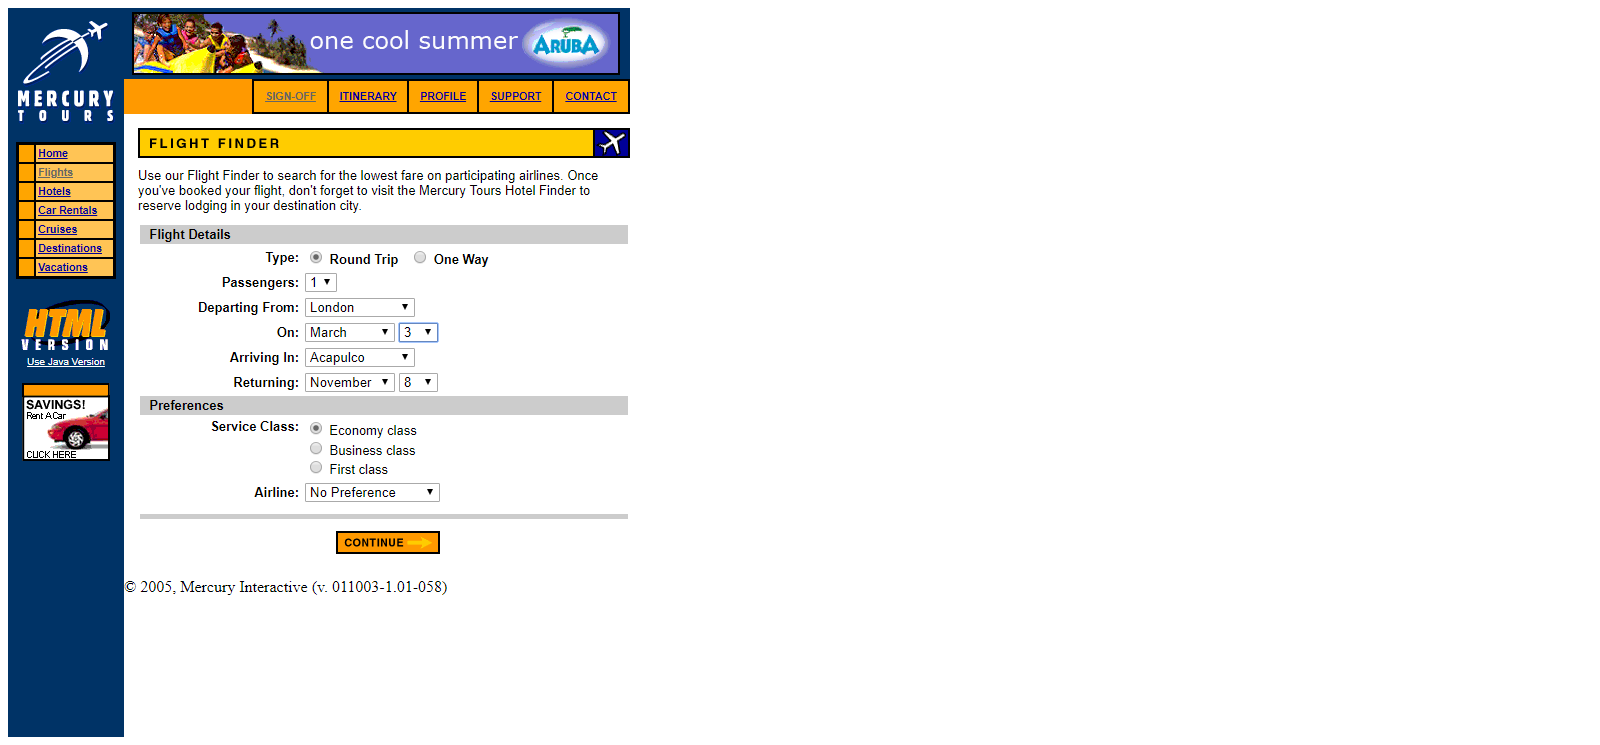 MERCURY
TOURS
one cool summer
ARUBA
SIGN-OFF
ITINERARY
PROFILE
SUPPORT
CONTACT
Home
Flights
Hotels
Car Rentals
Cruises
Destinations
Vacations
HTML
VERSION
Use Java Version
SAVINGS!
Rent A Car
CLICK HERE
FLIGHT FINDER
Use our Flight Finder to search for the lowest fare on participating airlines. Once
you've booked your flight, don't forget to visit the Mercury Tours Hotel Finder to
reserve lodging in your destination city.
Flight Details
Type: Round Trip One Way
Passengers: 1
Departing From: London
On: March 3
Arriving In: Acapulco
Returning: November 8
Preferences
Service Class: Economy class
Business class
First class
Airline: No Preference
CONTINUE
© 2005, Mercury Interactive (v. 011003-1.01-058)